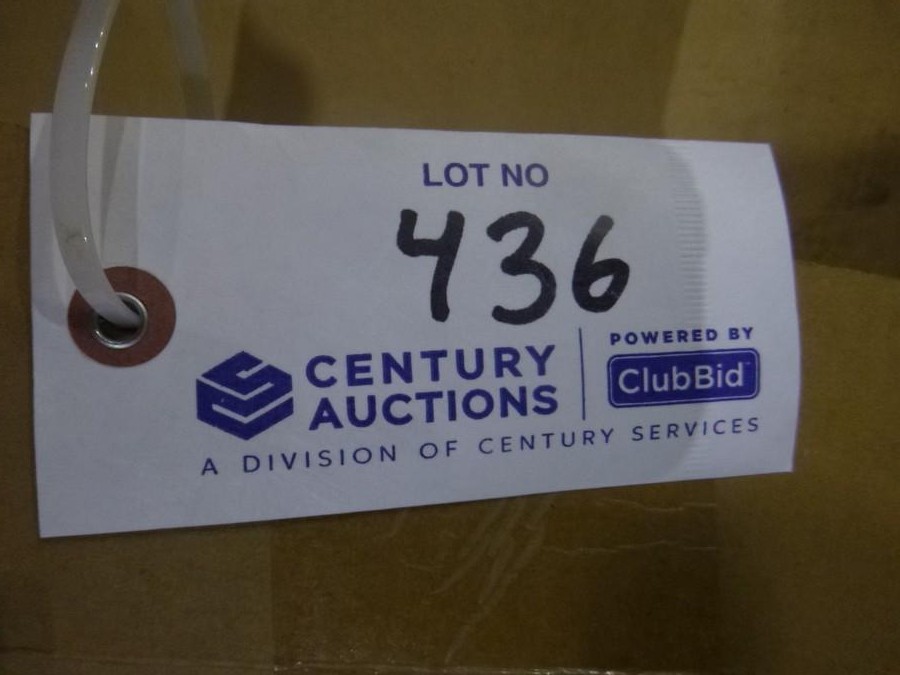 LOT NO
436
CENTURY
AUCTIONS
POWERED BY
ClubBid
A DIVISION OF CENTURY SERVICES